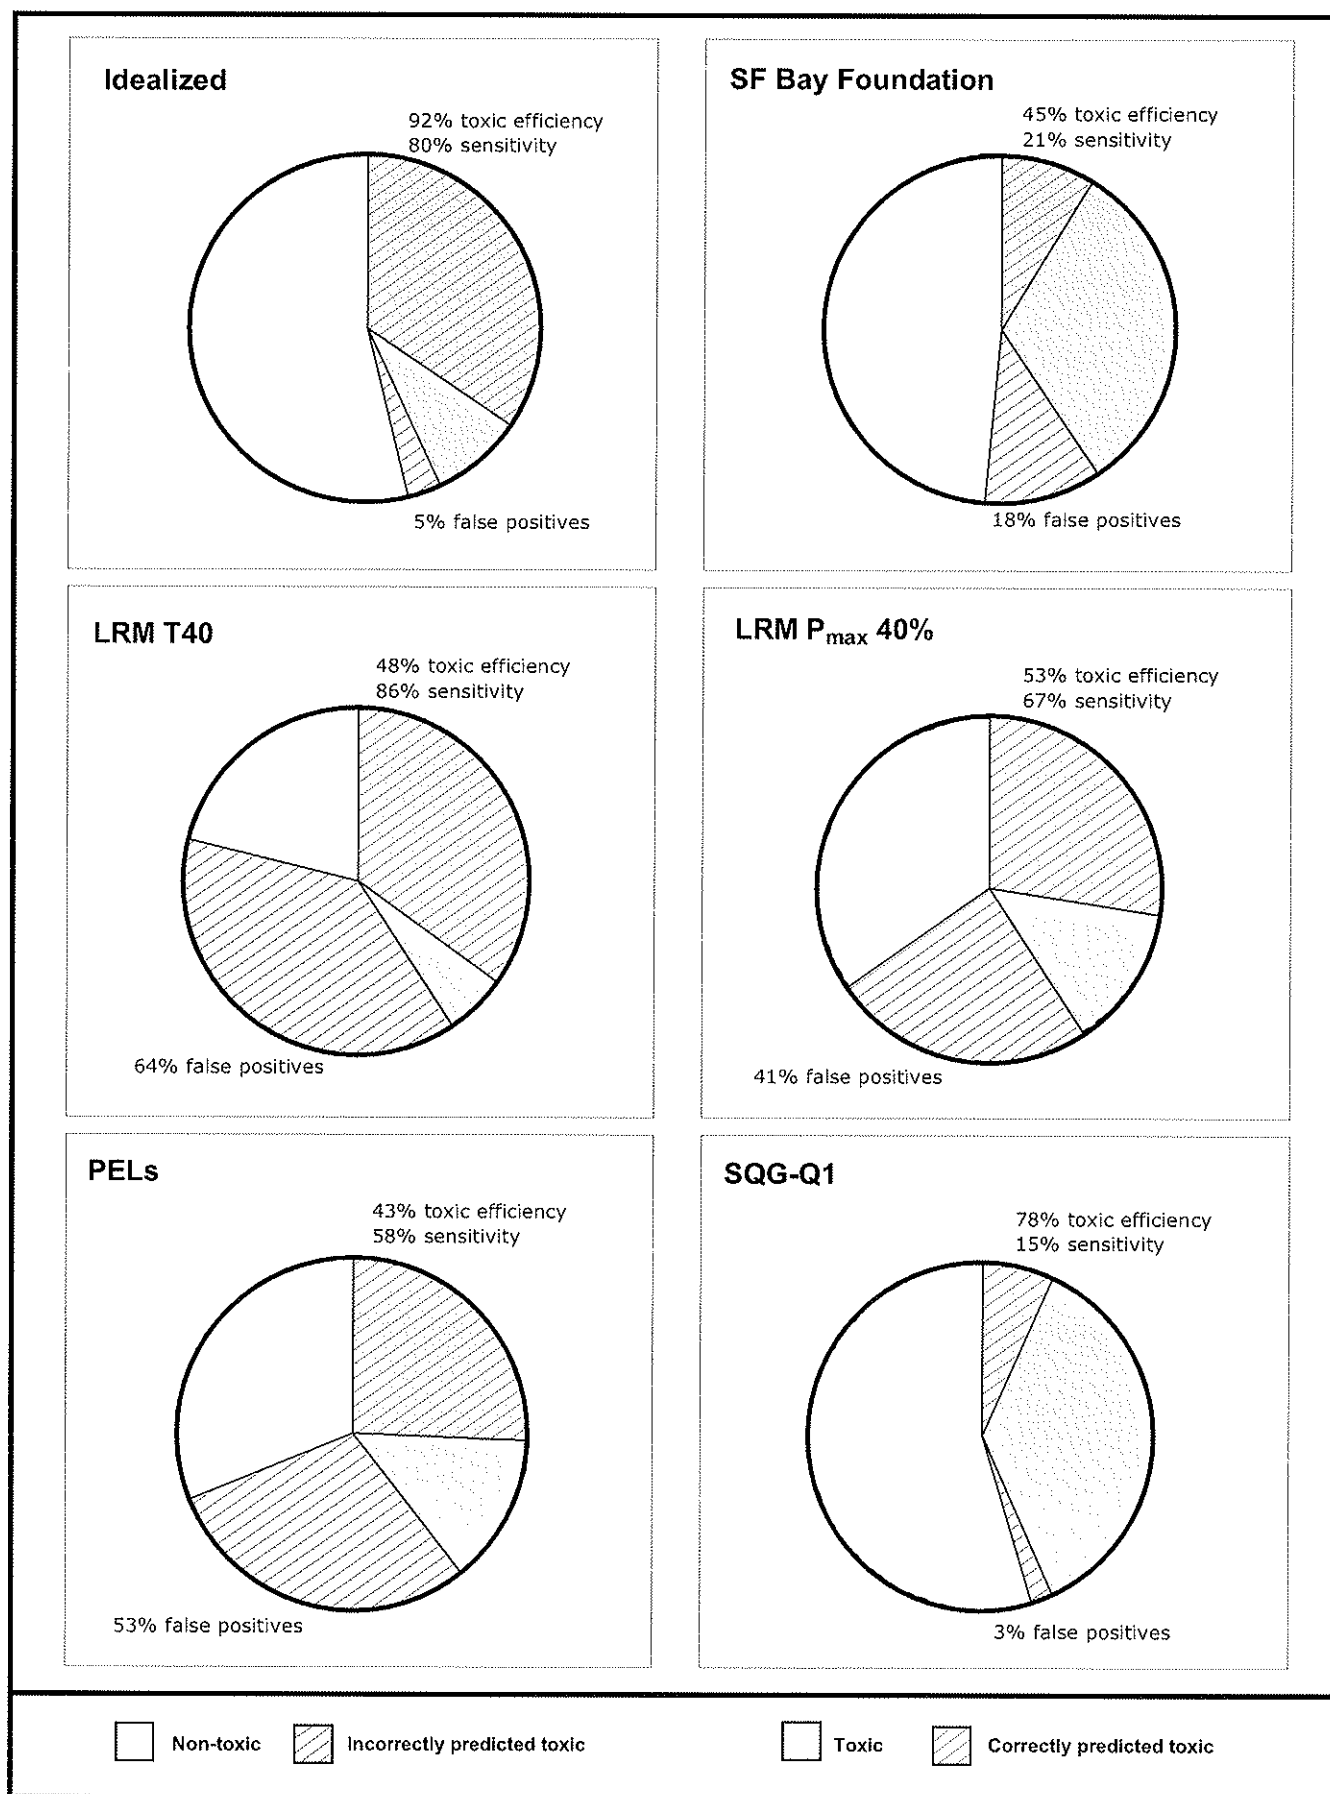 Idealized
92% toxic efficiency
80% sensitivity
5% false positives
SF Bay Foundation
45% toxic efficiency
21% sensitivity
18% false positives
LRM T40
48% toxic efficiency
86% sensitivity
64% false positives
LRM Pmax 40%
53% toxic efficiency
67% sensitivity
41% false positives
PELs
43% toxic efficiency
58% sensitivity
53% false positives
SQG-Q1
78% toxic efficiency
15% sensitivity
3% false positives
Non-toxic
Incorrectly predicted toxic
Toxic
Correctly predicted toxic